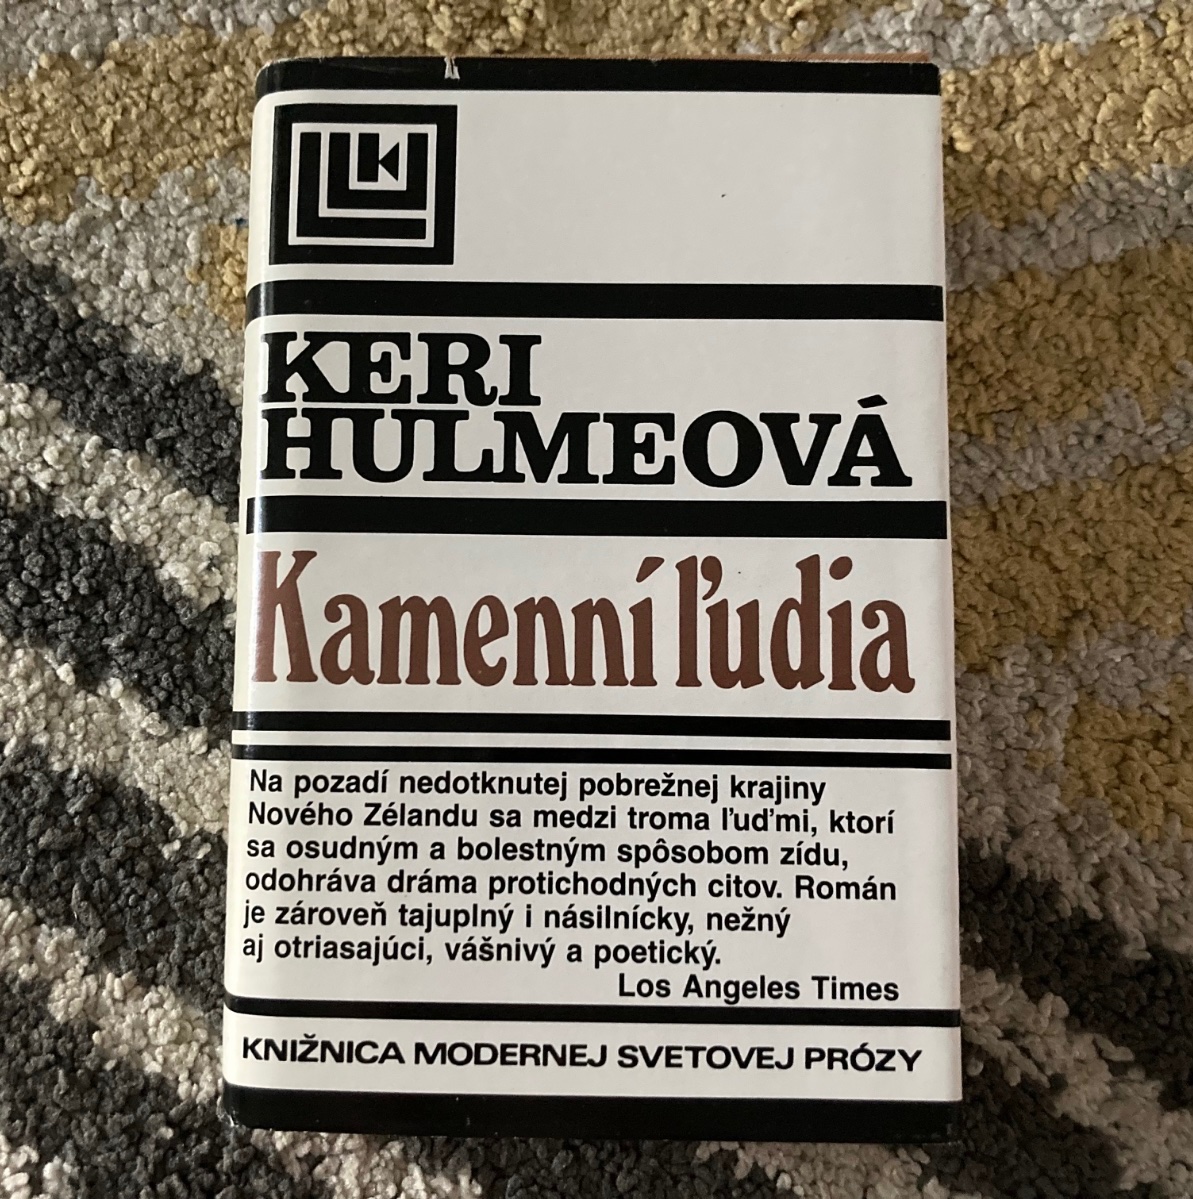 KERI
HULMEOVÁ
Kamenní ľudia
Na pozadí nedotknutej pobrežnej krajiny
Nového Zélandu sa medzi troma ľuďmi, ktorí
sa osudným a bolestným spôsobom zídu,
odohráva dráma protichodných citov. Román
je zároveň tajuplný i násilnícky, nežný
aj otriasajúci, vášnivý a poetický.
Los Angeles Times
KNIŽNICA MODERNEJ SVETOVEJ PRÓZY